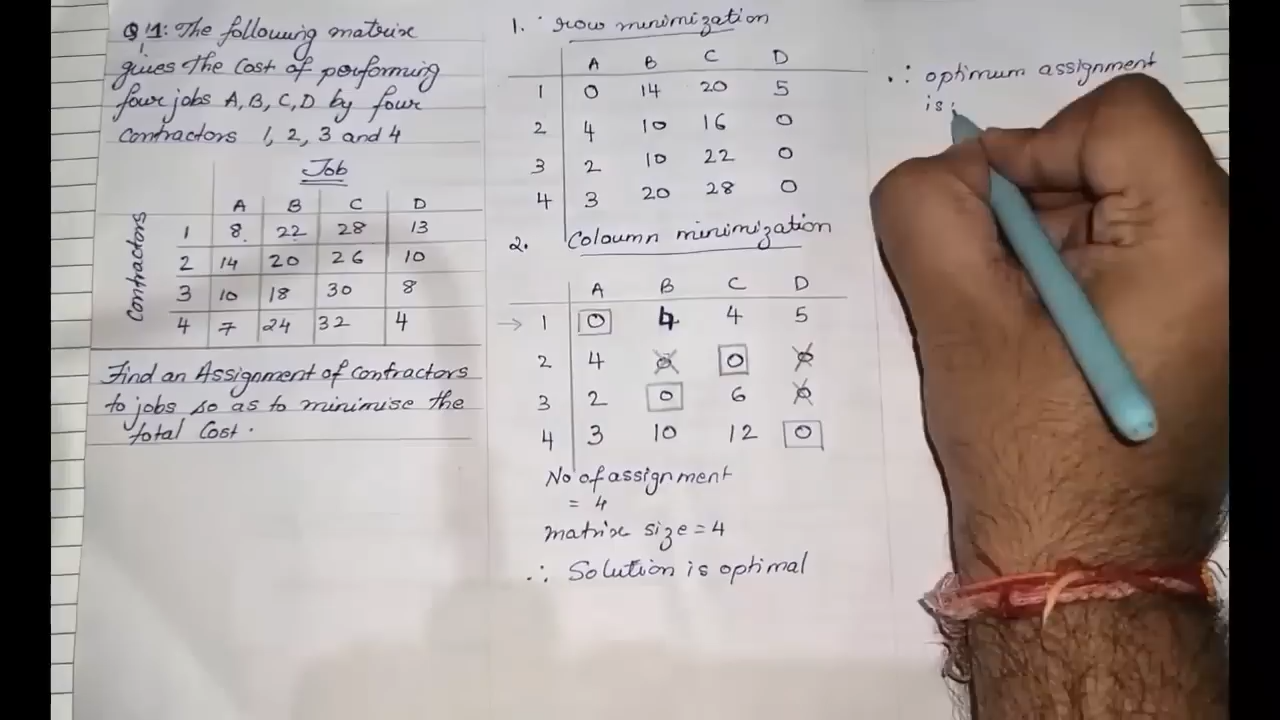 Q 1: The following matrix
gives the cost of performing
four jobs A, B, C, D by four
contractors 1, 2, 3 and 4
Job
A B C D
Contractors
1 8 22 28 13
2 14 20 26 10
3 10 18 30 8
4 7 24 32 4
Find an Assignment of contractors
to jobs so as to minimise the
total cost.
1. row minimization
A B C D
1 0 14 20 5
2 4 10 16 0
3 2 10 22 0
4 3 20 28 0
2. Coloumn minimization
A B C D
→ 1 0 4 4 5
2 4 0 0 0
3 2 0 6 0
4 3 10 12 0
No of assignment
= 4
matrix size = 4
∴ Solution is optimal
∴ optimum assignment
is: